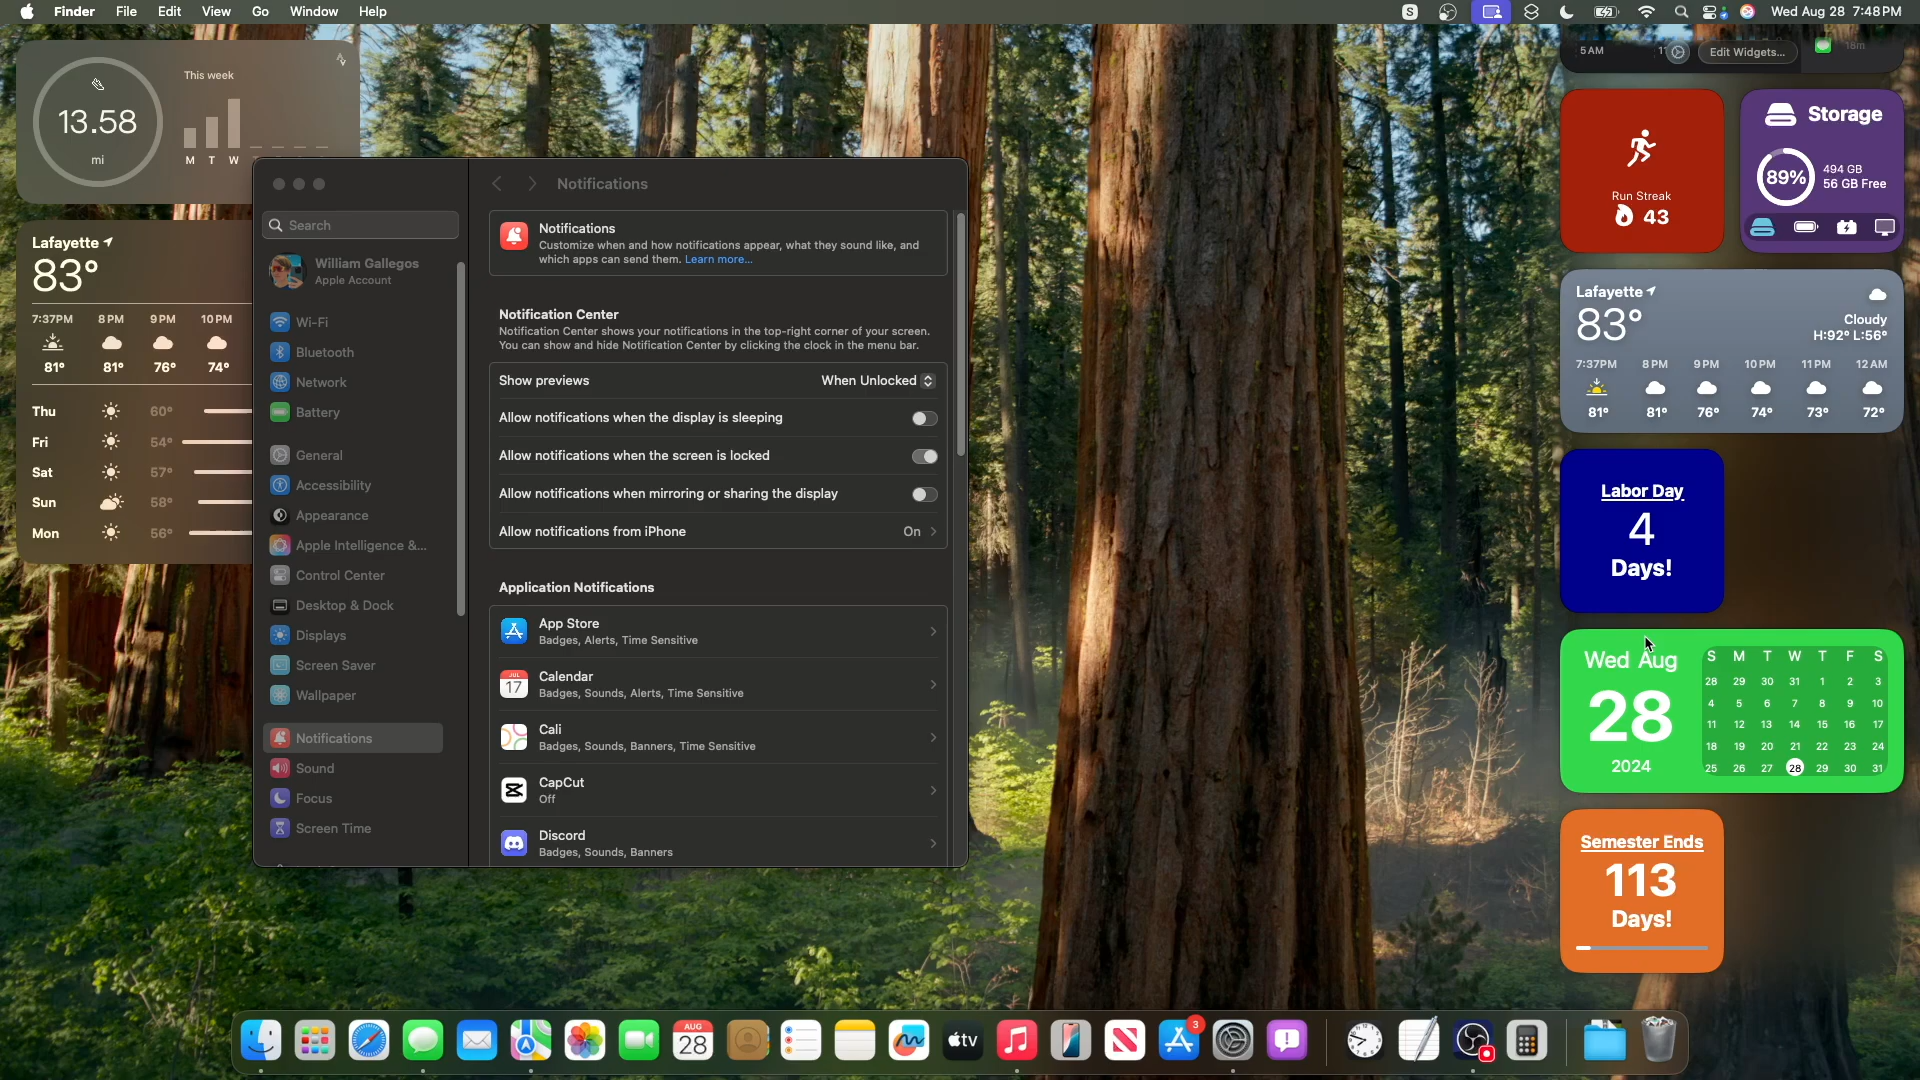 Finder File Edit View Go Window Help
S
Wed Aug 28 7:48 PM
This week
13.58
mi
M T W
Lafayette
83°
7:37PM 8 PM 9 PM 10 PM
81° 81° 76° 74°
Thu 60°
Fri 54°
Sat 57°
Sun 58°
Mon 56°
Search
William Gallegos
Apple Account
Wi-Fi
Bluetooth
Network
Battery
General
Accessibility
Appearance
Apple Intelligence &...
Control Center
Desktop & Dock
Displays
Screen Saver
Wallpaper
Notifications
Sound
Focus
Screen Time
Notifications
Notifications
Customize when and how notifications appear, what they sound like, and
which apps can send them. Learn more...
Notification Center
Notification Center shows your notifications in the top-right corner of your screen.
You can show and hide Notification Center by clicking the clock in the menu bar.
Show previews When Unlocked
Allow notifications when the display is sleeping
Allow notifications when the screen is locked
Allow notifications when mirroring or sharing the display
Allow notifications from iPhone On
Application Notifications
App Store
Badges, Alerts, Time Sensitive
JUL
17
Calendar
Badges, Sounds, Alerts, Time Sensitive
Cali
Badges, Sounds, Banners, Time Sensitive
CapCut
Off
Discord
Badges, Sounds, Banners
5 AM
Edit Widgets...
18m
Run Streak
43
Storage
89%
494 GB
56 GB Free
Lafayette
83°
Cloudy
H:92° L:56°
7:37PM 8 PM 9 PM 10 PM 11 PM 12 AM
81° 81° 76° 74° 73° 72°
Labor Day
4
Days!
Wed Aug
28
2024
S M T W T F S
28 29 30 31 1 2 3
4 5 6 7 8 9 10
11 12 13 14 15 16 17
18 19 20 21 22 23 24
25 26 27 28 29 30 31
Semester Ends
113
Days!
AUG
28
tv
3